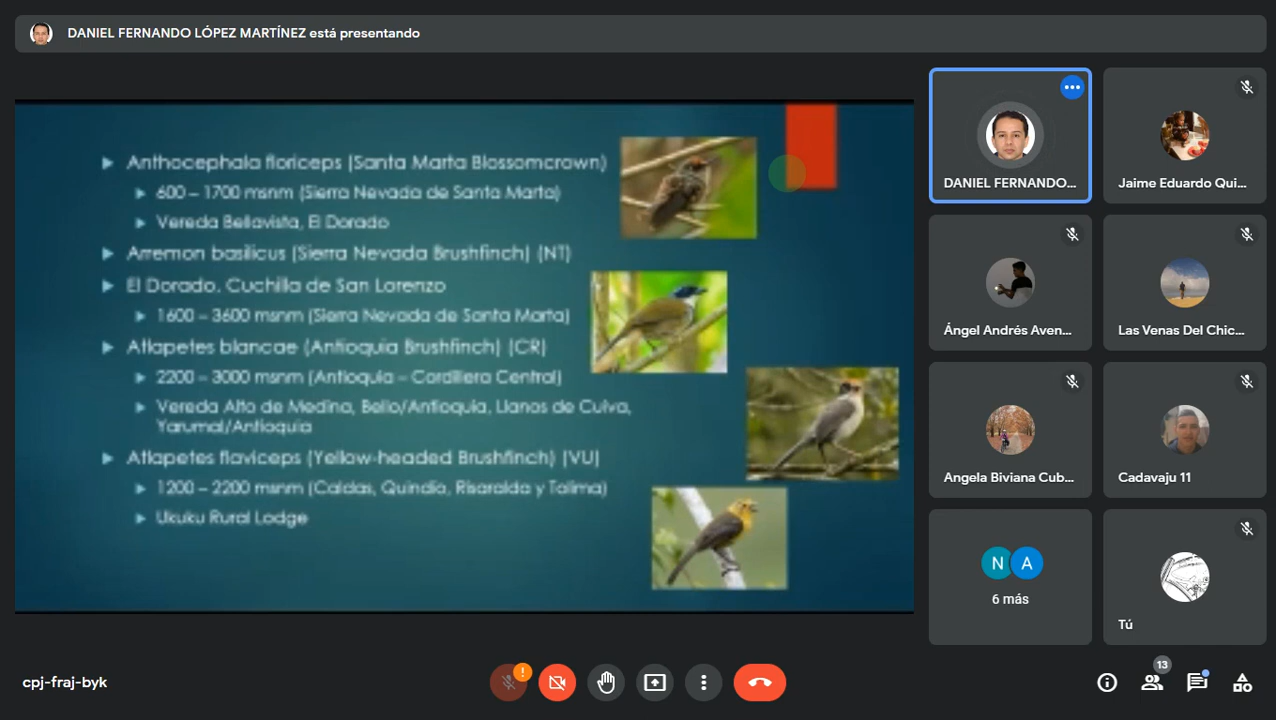 DANIEL FERNANDO LÓPEZ MARTÍNEZ está presentando
Anthocephala floriceps (Santa Marta Blossomcrown)
600 – 1700 msnm (Sierra Nevada de Santa Marta)
Vereda Bellavista, El Dorado
Arremon basilicus (Sierra Nevada Brushfinch) (NT)
El Dorado, Cuchilla de San Lorenzo
1600 – 3600 msnm (Sierra Nevada de Santa Marta)
Atlapetes blancae (Antioquia Brushfinch) (CR)
2200 – 3000 msnm (Antioquia – Cordillera Central)
Vereda Alto de Medina, Bello/Antioquia, Llanos de Cuiva,
Yarumal/Antioquia
Atlapetes flaviceps (Yellow-headed Brushfinch) (VU)
1200 – 2200 msnm (Caldas, Quindío, Risaralda y Tolima)
Ukuku Rural Lodge
DANIEL FERNANDO...
Jaime Eduardo Qui...
Ángel Andrés Aven...
Las Venas Del Chic...
Angela Biviana Cub...
Cadavaju 11
N A
6 más
Tú
cpj-fraj-byk
!
13